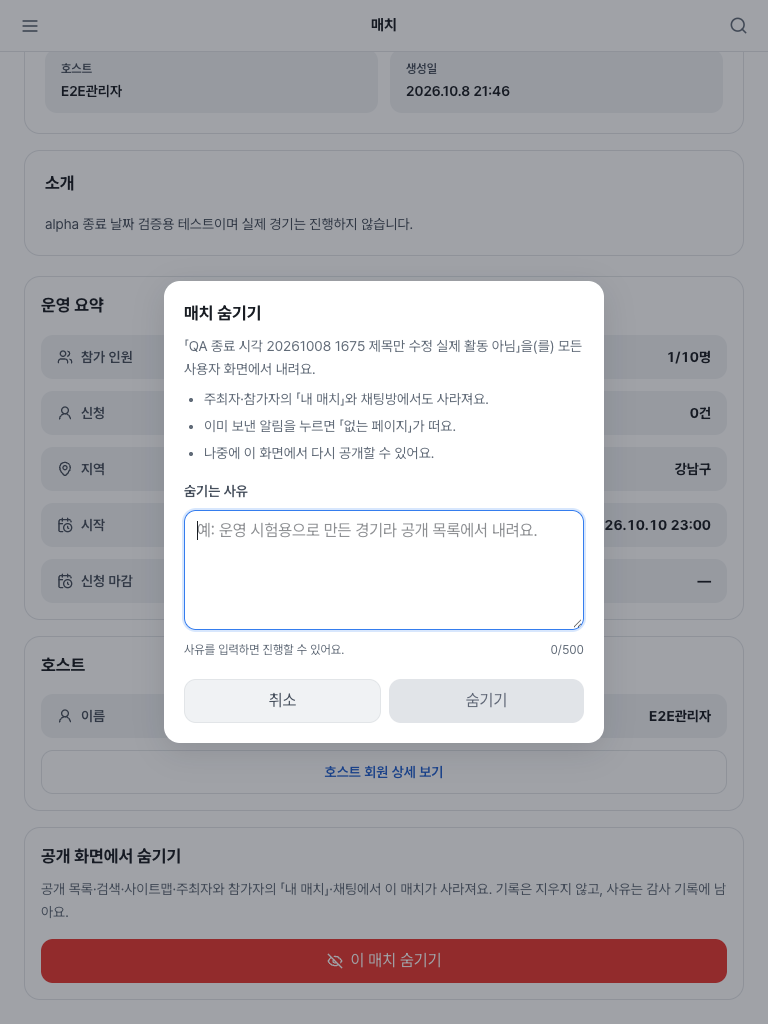 매치
호스트
E2E관리자
생성일
2026.10.8 21:46
소개
alpha 종료 날짜 검증용 테스트이며 실제 경기는 진행하지 않습니다.
운영 요약
참가 인원
1/10명
신청
0건
지역
강남구
시작
26.10.10 23:00
신청 마감
—
매치 숨기기
「QA 종료 시각 20261008 1675 제목만 수정 실제 활동 아님」을(를) 모든
사용자 화면에서 내려요.
• 주최자·참가자의 「내 매치」와 채팅방에서도 사라져요.
• 이미 보낸 알림을 누르면 「없는 페이지」가 떠요.
• 나중에 이 화면에서 다시 공개할 수 있어요.
숨기는 사유
예: 운영 시험용으로 만든 경기라 공개 목록에서 내려요.
사유를 입력하면 진행할 수 있어요.
0/500
취소
숨기기
호스트
이름
E2E관리자
호스트 회원 상세 보기
공개 화면에서 숨기기
공개 목록·검색·사이트맵·주최자와 참가자의 「내 매치」·채팅에서 이 매치가 사라져요. 기록은 지우지 않고, 사유는 감사 기록에 남
아요.
이 매치 숨기기